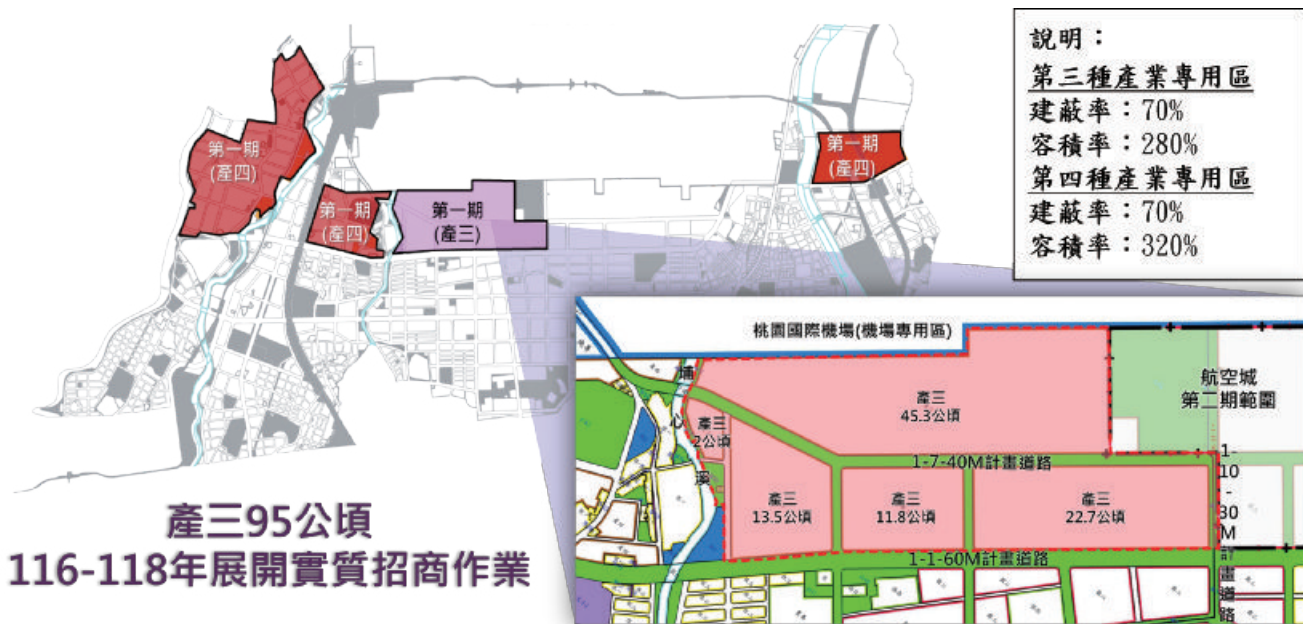 說明：
第三種產業專用區
建蔽率：70%
容積率：280%
第四種產業專用區
建蔽率：70%
容積率：320%
第一期
(產四)
第一期
(產四)
第一期
(產三)
第一期
(產四)
桃園國際機場(機場專用區)
埔心溪
產三
45.3公頃
航空城
第二期範圍
產三
2公頃
1-7-40M計畫道路
1-10-30M計畫道路
產三
13.5公頃
產三
11.8公頃
產三
22.7公頃
1-1-60M計畫道路
產三95公頃
116-118年展開實質招商作業